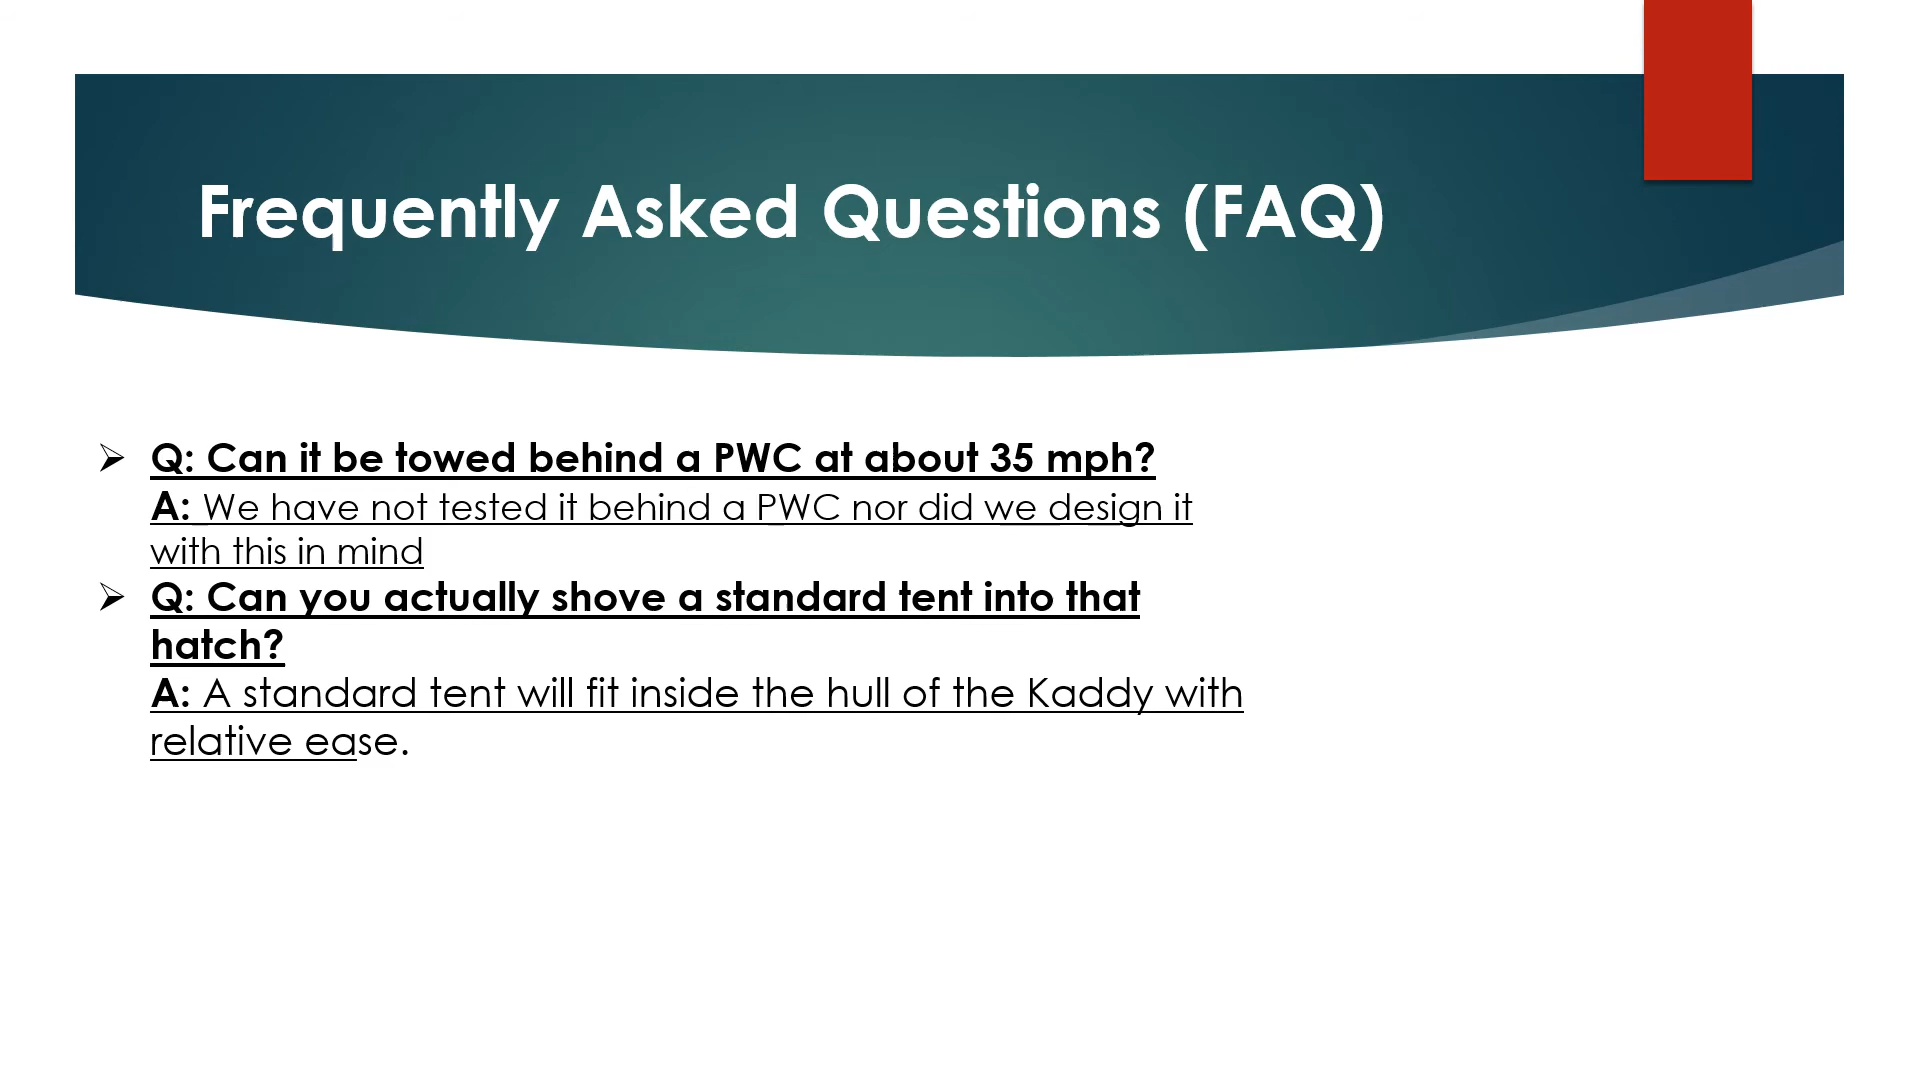 Frequently Asked Questions (FAQ)
Q: Can it be towed behind a PWC at about 35 mph?
A: We have not tested it behind a PWC nor did we design it
with this in mind
Q: Can you actually shove a standard tent into that
hatch?
A: A standard tent will fit inside the hull of the Kaddy with
relative ease.